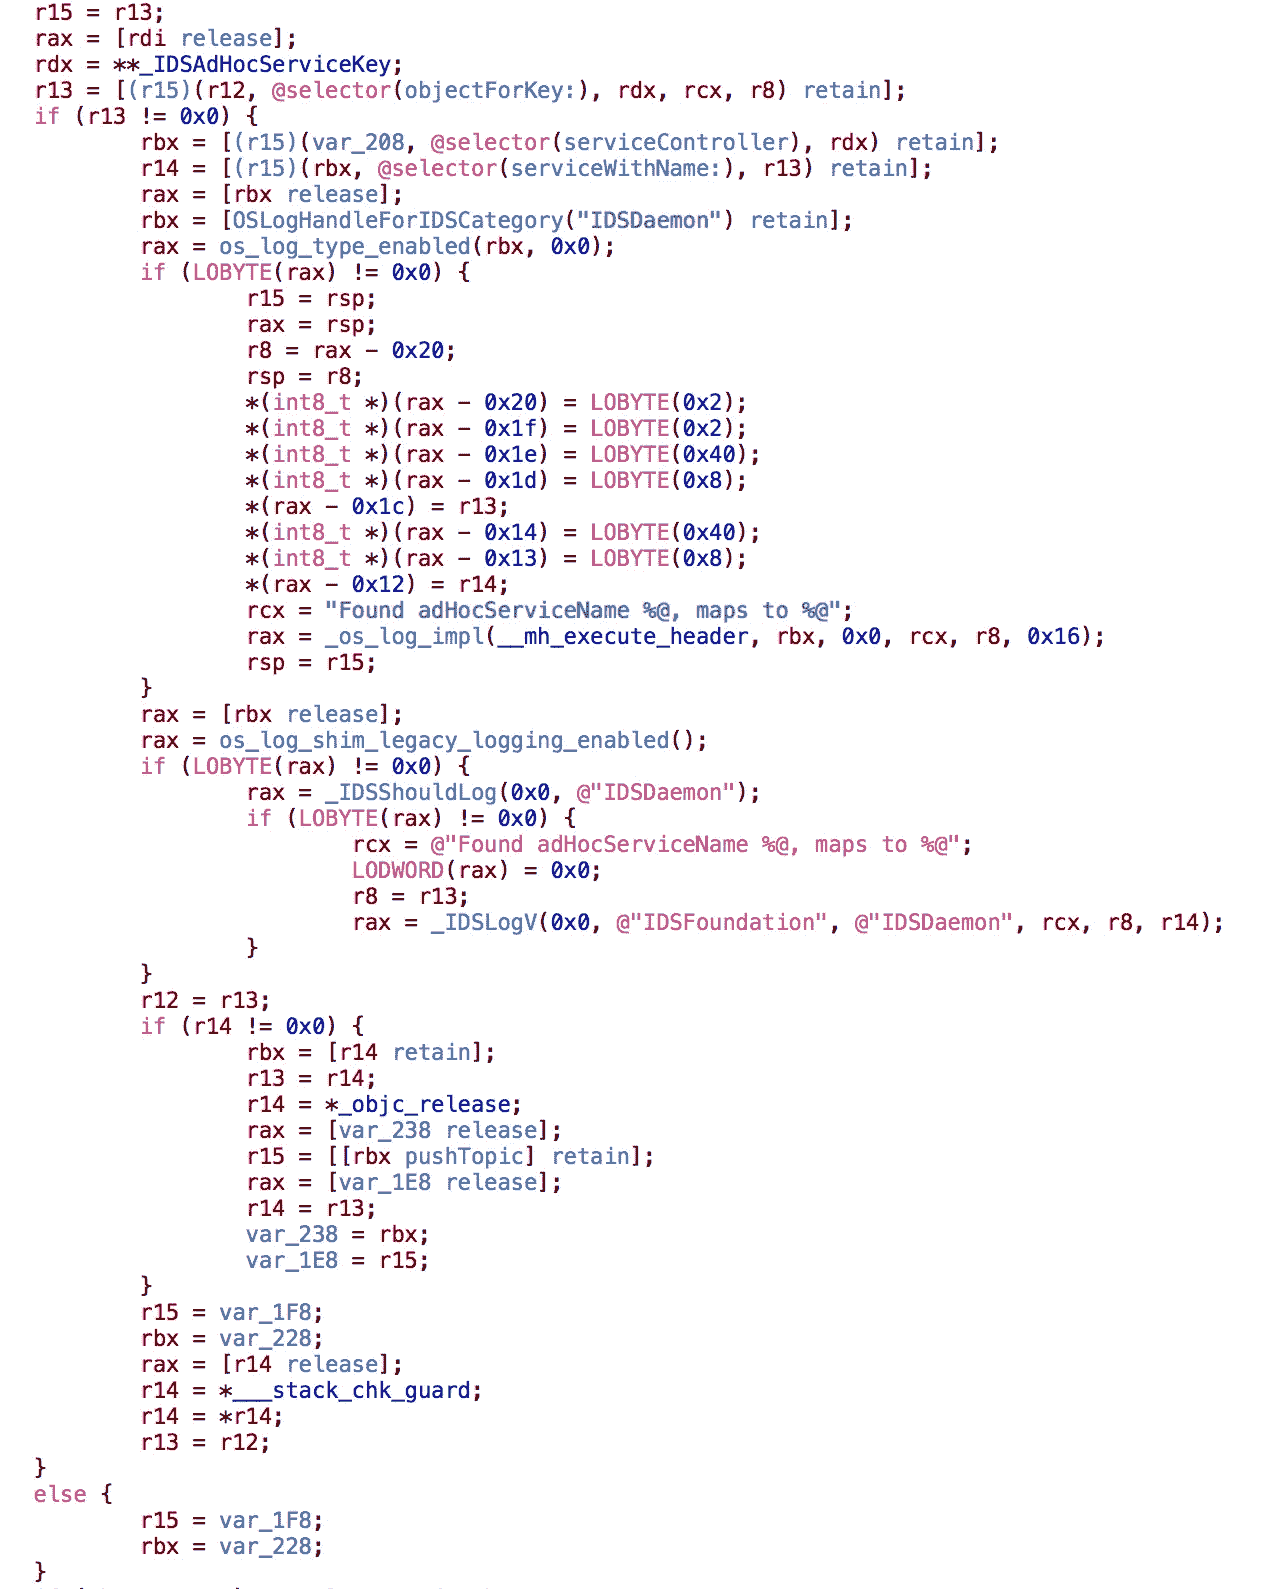 r15 = r13;
rax = [rdi release];
rdx = **_IDSAdHocServiceKey;
r13 = [(r15)(r12, @selector(objectForKey:), rdx, rcx, r8) retain];
if (r13 != 0x0) {
        rbx = [(r15)(var_208, @selector(serviceController), rdx) retain];
        r14 = [(r15)(rbx, @selector(serviceWithName:), r13) retain];
        rax = [rbx release];
        rbx = [OSLogHandleForIDSCategory("IDSDaemon") retain];
        rax = os_log_type_enabled(rbx, 0x0);
        if (LOBYTE(rax) != 0x0) {
                r15 = rsp;
                rax = rsp;
                r8 = rax - 0x20;
                rsp = r8;
                *(int8_t *)(rax - 0x20) = LOBYTE(0x2);
                *(int8_t *)(rax - 0x1f) = LOBYTE(0x2);
                *(int8_t *)(rax - 0x1e) = LOBYTE(0x40);
                *(int8_t *)(rax - 0x1d) = LOBYTE(0x8);
                *(rax - 0x1c) = r13;
                *(int8_t *)(rax - 0x14) = LOBYTE(0x40);
                *(int8_t *)(rax - 0x13) = LOBYTE(0x8);
                *(rax - 0x12) = r14;
                rcx = "Found adHocServiceName %@, maps to %@";
                rax = _os_log_impl(__mh_execute_header, rbx, 0x0, rcx, r8, 0x16);
                rsp = r15;
        }
        rax = [rbx release];
        rax = os_log_shim_legacy_logging_enabled();
        if (LOBYTE(rax) != 0x0) {
                rax = _IDSShouldLog(0x0, @"IDSDaemon");
                if (LOBYTE(rax) != 0x0) {
                        rcx = @"Found adHocServiceName %@, maps to %@";
                        LODWORD(rax) = 0x0;
                        r8 = r13;
                        rax = _IDSLogV(0x0, @"IDSFoundation", @"IDSDaemon", rcx, r8, r14);
                }
        }
        r12 = r13;
        if (r14 != 0x0) {
                rbx = [r14 retain];
                r13 = r14;
                r14 = *_objc_release;
                rax = [var_238 release];
                r15 = [[rbx pushTopic] retain];
                rax = [var_1E8 release];
                r14 = r13;
                var_238 = rbx;
                var_1E8 = r15;
        }
        r15 = var_1F8;
        rbx = var_228;
        rax = [r14 release];
        r14 = *___stack_chk_guard;
        r14 = *r14;
        r13 = r12;
}
else {
        r15 = var_1F8;
        rbx = var_228;
}